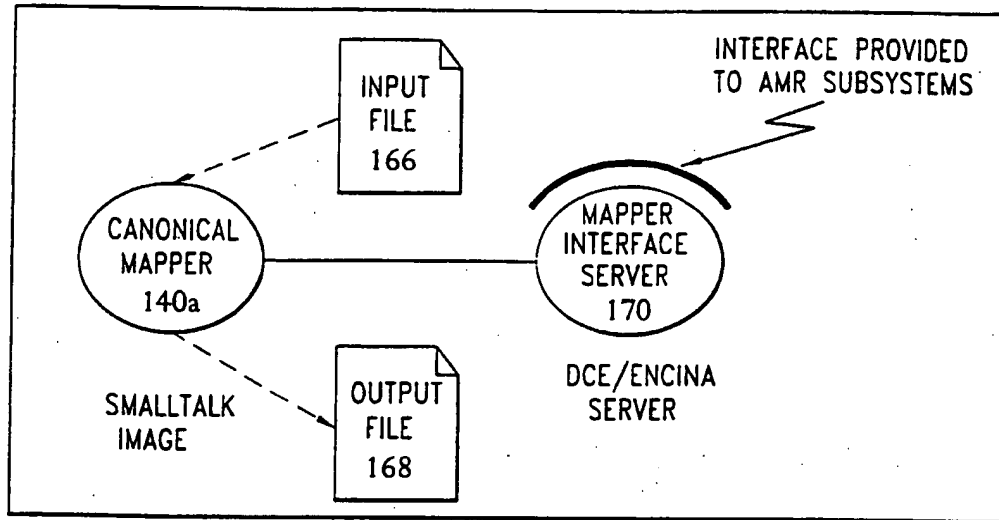 INTERFACE PROVIDED
TO AMR SUBSYSTEMS
INPUT
FILE
166
CANONICAL
MAPPER
140a
MAPPER
INTERFACE
SERVER
170
OUTPUT
FILE
168
SMALLTALK
IMAGE
DCE/ENCINA
SERVER